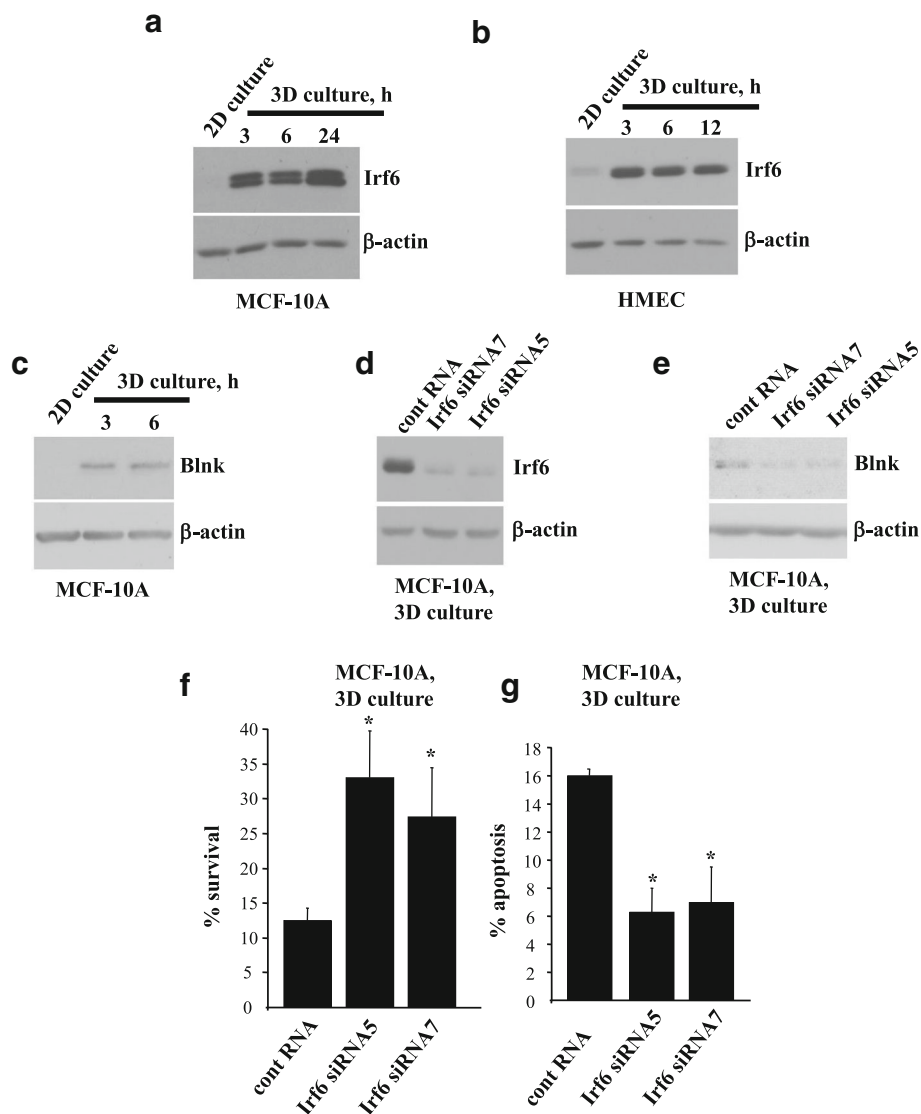 a
2D culture
3D culture, h
3 6 24
Irf6
β-actin
MCF-10A
b
2D culture
3D culture, h
3 6 12
Irf6
β-actin
HMEC
c
2D culture
3D culture, h
3 6
Blnk
β-actin
MCF-10A
d
cont RNA
Irf6 siRNA7
Irf6 siRNA5
Irf6
β-actin
MCF-10A,
3D culture
e
cont RNA
Irf6 siRNA7
Irf6 siRNA5
Blnk
β-actin
MCF-10A,
3D culture
f
MCF-10A,
3D culture
% survival
40
35
30
25
20
15
10
5
0
*
*
cont RNA
Irf6 siRNA5
Irf6 siRNA7
g
MCF-10A,
3D culture
% apoptosis
18
16
14
12
10
8
6
4
2
0
*
*
cont RNA
Irf6 siRNA5
Irf6 siRNA7